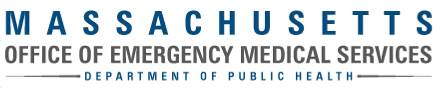 MASSACHUSETTS
OFFICE OF EMERGENCY MEDICAL SERVICES
DEPARTMENT OF PUBLIC HEALTH